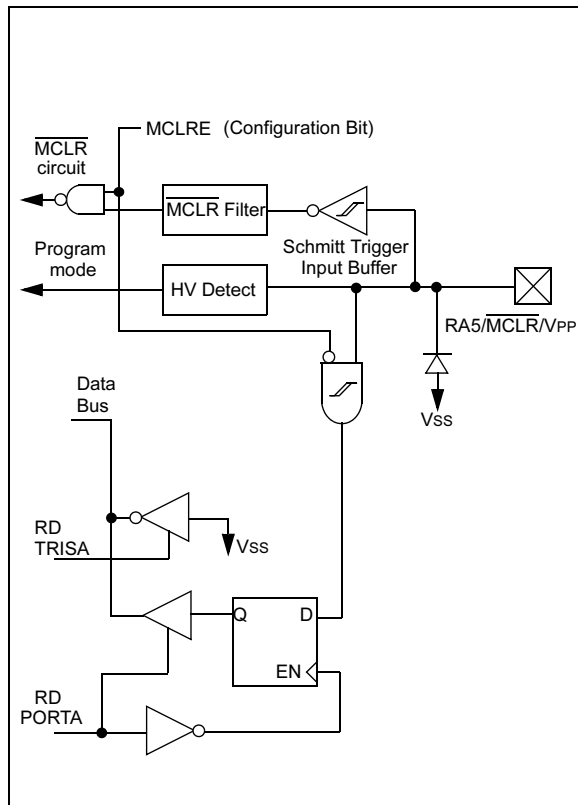 MCLRE (Configuration Bit)
MCLR
circuit
MCLR Filter
Schmitt Trigger
Input Buffer
Program
mode
HV Detect
RA5/MCLR/VPP
VSS
Data
Bus
RD
TRISA
VSS
Q
D
EN
RD
PORTA